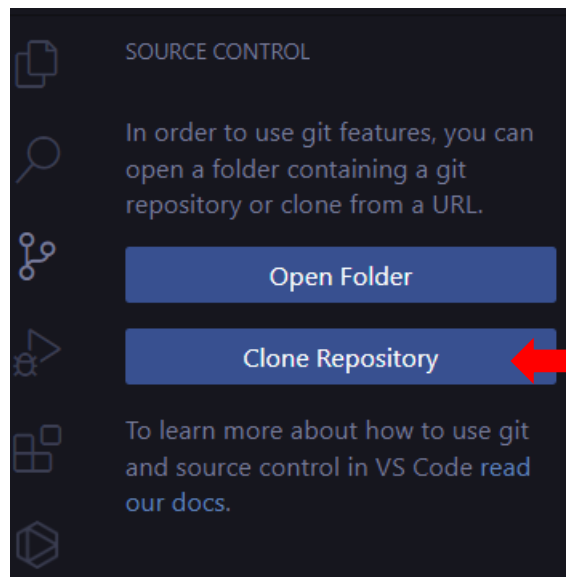 SOURCE CONTROL
In order to use git features, you can
open a folder containing a git
repository or clone from a URL.
Open Folder
Clone Repository
To learn more about how to use git
and source control in VS Code read
our docs.